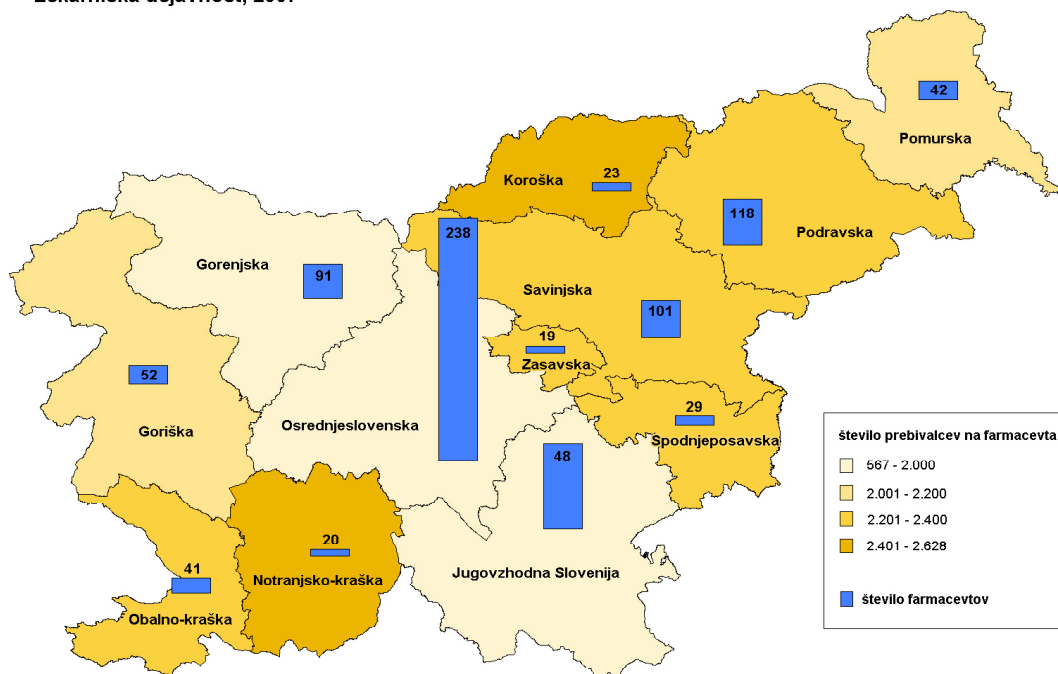 42
Pomurska
Koroška
23
118
Podravska
238
Gorenjska
91
Savinjska
101
19
Zasavska
52
Goriška
Osrednjeslovenska
29
Spodnjeposavska
48
20
Notranjsko-kraška
Jugovzhodna Slovenija
41
Obalno-kraška
število prebivalcev na farmacevta
567 - 2.000
2.001 - 2.200
2.201 - 2.400
2.401 - 2.628
število farmacevtov